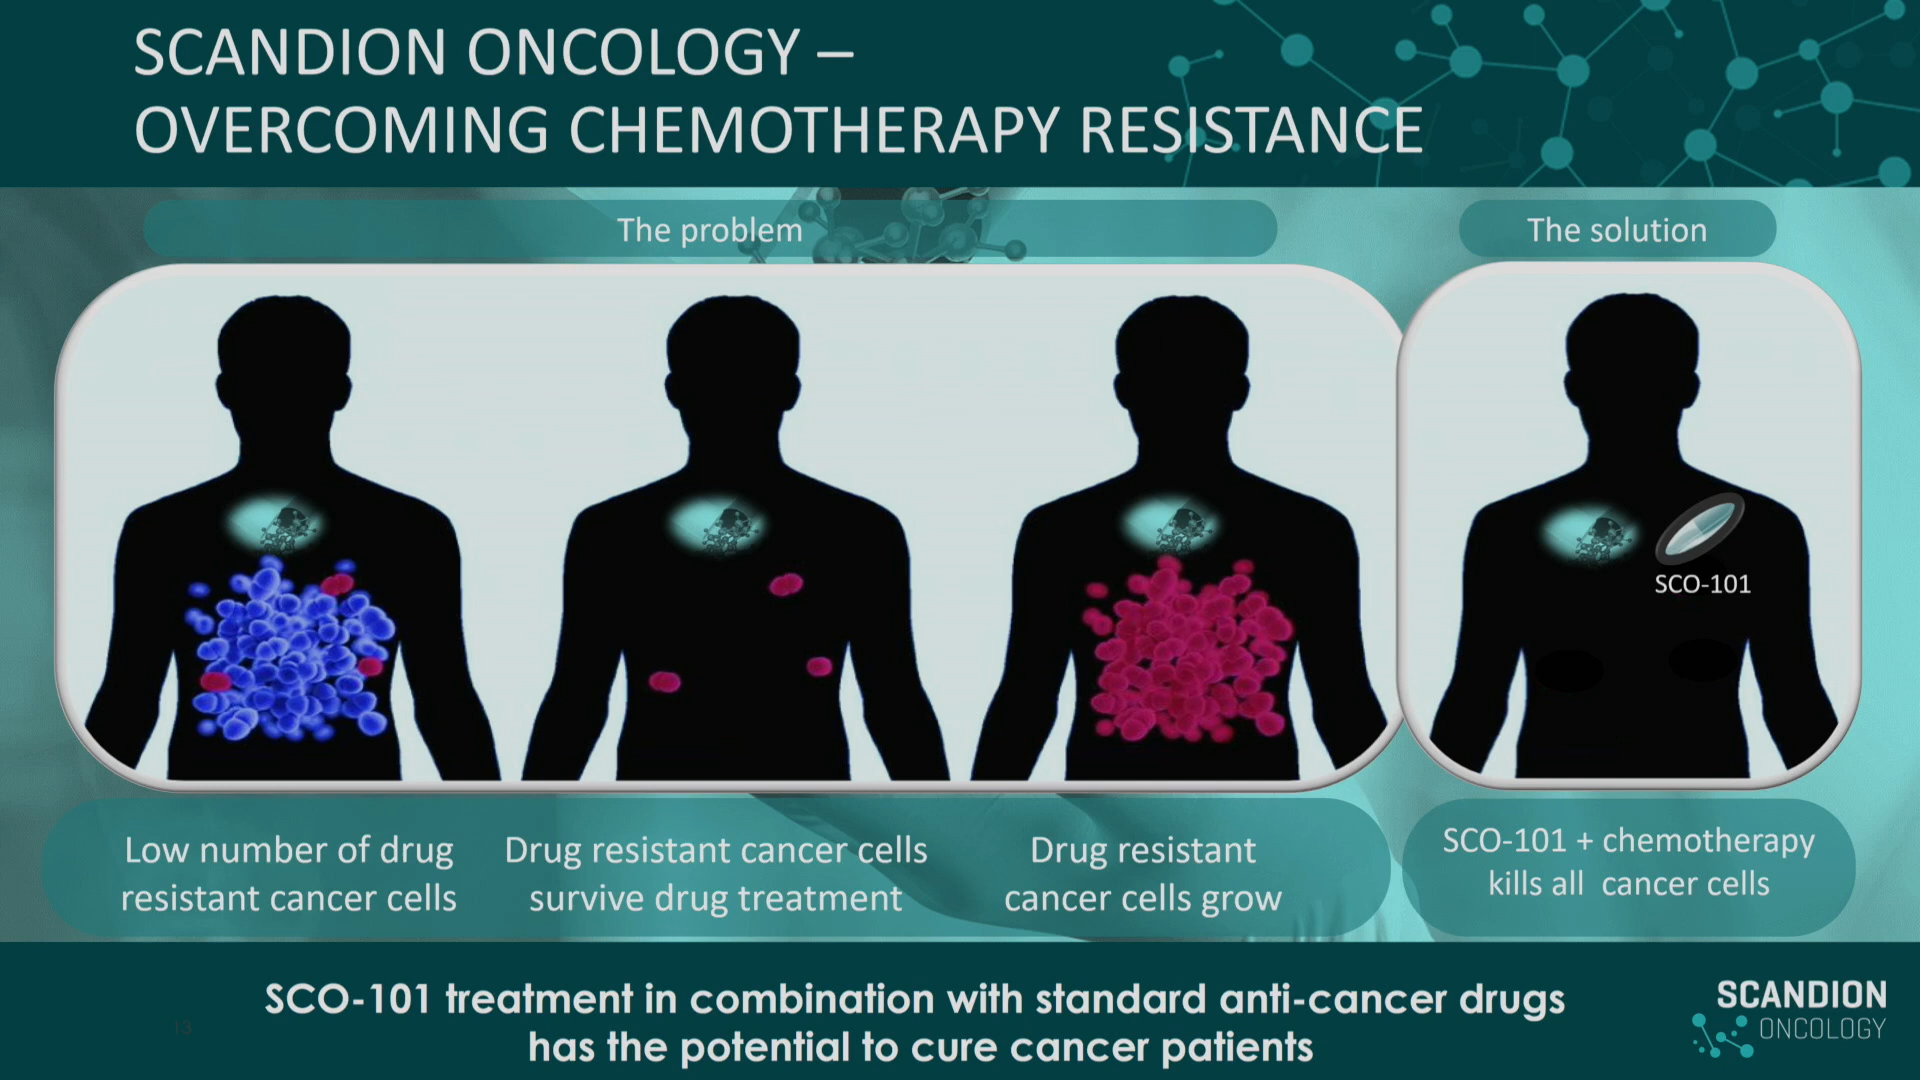 SCANDION ONCOLOGY –
OVERCOMING CHEMOTHERAPY RESISTANCE
The problem
The solution
SCO-101
Low number of drug
resistant cancer cells
Drug resistant cancer cells
survive drug treatment
Drug resistant
cancer cells grow
SCO-101 + chemotherapy
kills all cancer cells
SCO-101 treatment in combination with standard anti-cancer drugs
has the potential to cure cancer patients
13
SCANDION
ONCOLOGY